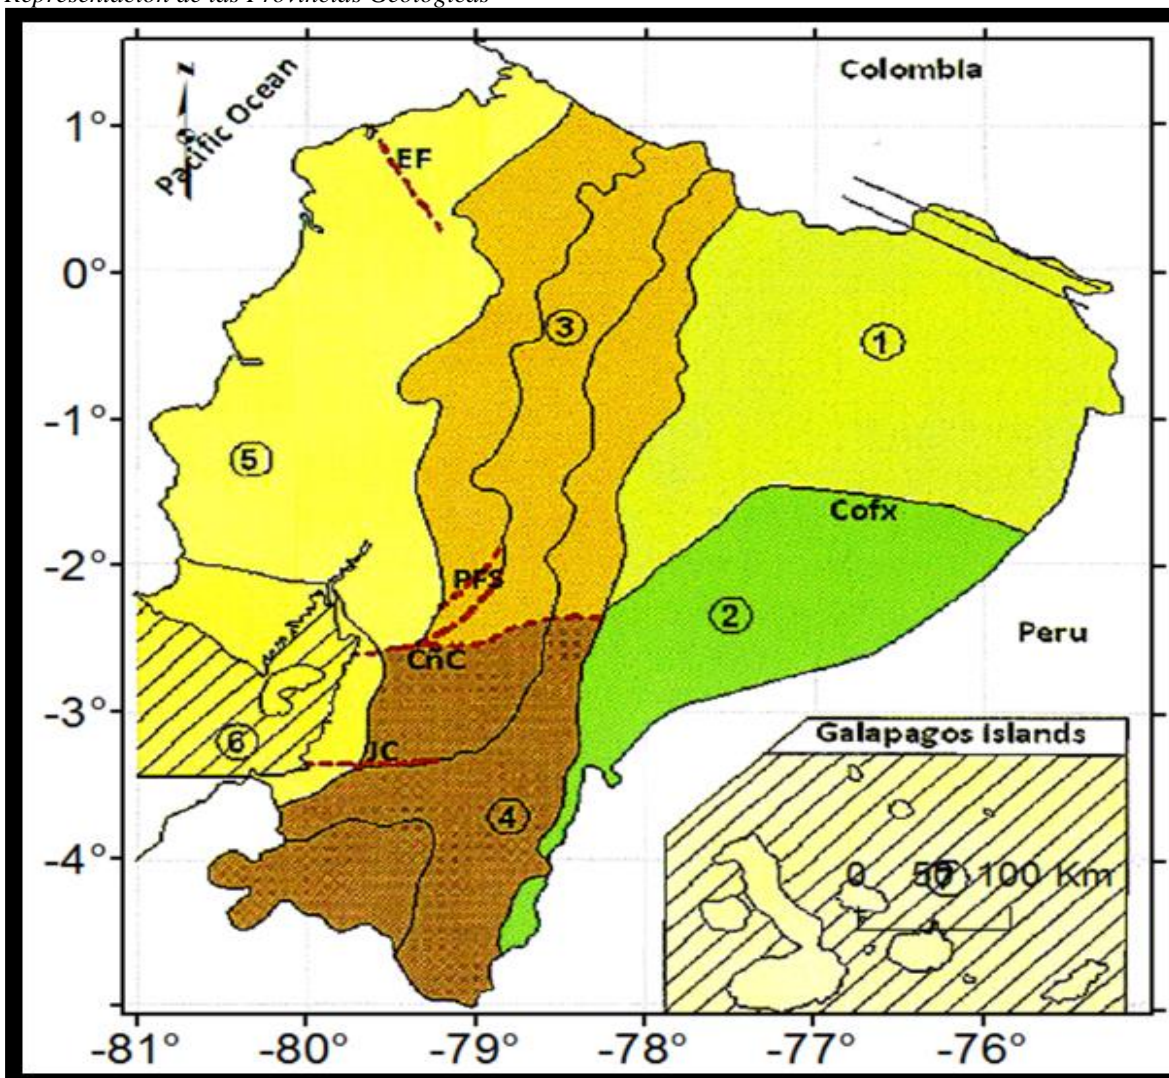 Representación de las Provincias Geológicas
Colombia
N
Pacific Ocean
1°
EF
0°
3
1
-1°
5
Cofx
-2°
PFS
2
Peru
CnC
-3°
6
JC
Galapagos Islands
4
-4°
0 50 100 Km
-81° -80° -79° -78° -77° -76°